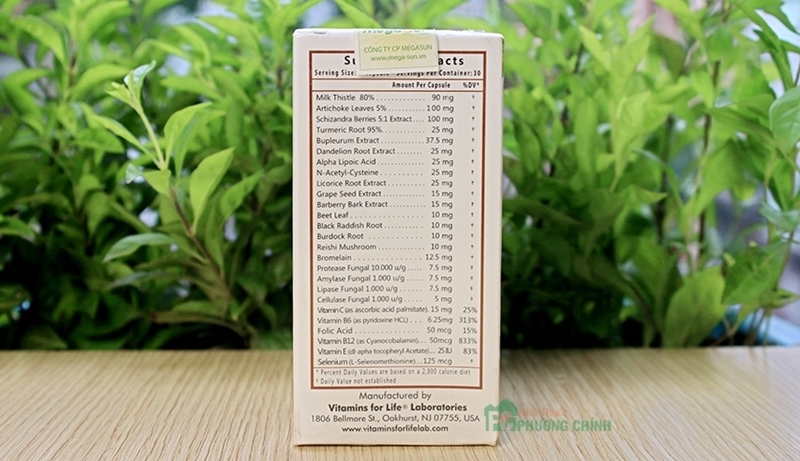 CÔNG TY CP MEGASUN
www.mega-sun.vn
Su acts
Serving Size: Servings Per Container:30
Amount Per Capsule %DV*
Milk Thistle 80% .............. 90 mg †
Artichoke Leaves 5% ........... 100 mg †
Schizandra Berries 5:1 Extract .... 100 mg †
Turmeric Root 95%. ............ 25 mg †
Bupleurum Extract ............. 37.5 mg †
Dandelion Root Extract ......... 25 mg †
Alpha Lipoic Acid ............. 25 mg †
N-Acetyl-Cysteine ............. 25 mg †
Licorice Root Extract .......... 25 mg †
Grape Seed Extract ............ 15 mg †
Barberry Bark Extract .......... 15 mg †
Beet Leaf .................... 10 mg †
Black Raddish Root ............ 10 mg †
Burdock Root ................. 10 mg †
Reishi Mushroom .............. 10 mg †
Bromelain .................... 12.5 mg †
Protease Fungal 10.000 u/g ..... 7.5 mg †
Amylase Fungal 1.000 u/g ...... 7.5 mg †
Lipase Fungal 1.000 u/g ....... 7.5 mg †
Cellulase Fungal 1.000 u/g ..... 5 mg †
Vitamin C (as ascorbic acid palmitate). 15 mg 25%
Vitamin B6 (as pyridoxine HCL) ... 6.25mg 313%
Folic Acid .................... 50 mcg 15%
Vitamin B12 (as Cyanocobalamin)... 50mcg 833%
Vitamin E (dl-apha tocopheryl Acetate)... 25 IU 83%
Selenium (L-Selenomethionine)....125 mcg †
* Percent Daily Values are based on a 2,000 calorie diet
† Daily Value not established
Manufactured by
Vitamins for Life® Laboratories
1806 Bellmore St., Oakhurst, NJ 07755, USA
www.vitaminsforlifelab.com
PHƯƠNG CHÍNH